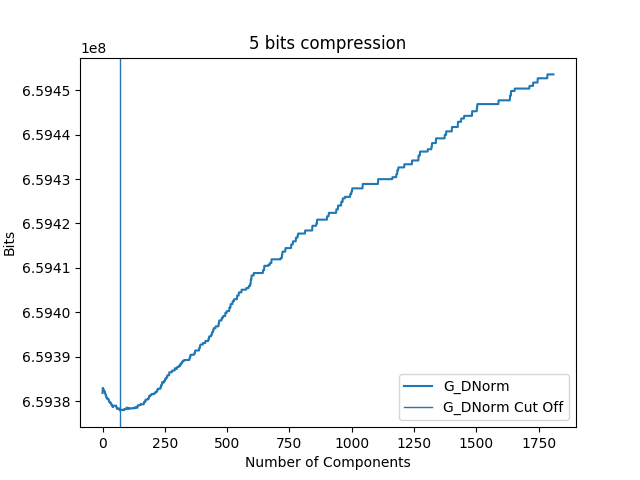 5 bits compression
1e8
6.5945
6.5944
6.5943
6.5942
6.5941
6.5940
6.5939
6.5938
Bits
0 250 500 750 1000 1250 1500 1750
Number of Components
G_DNorm
G_DNorm Cut Off